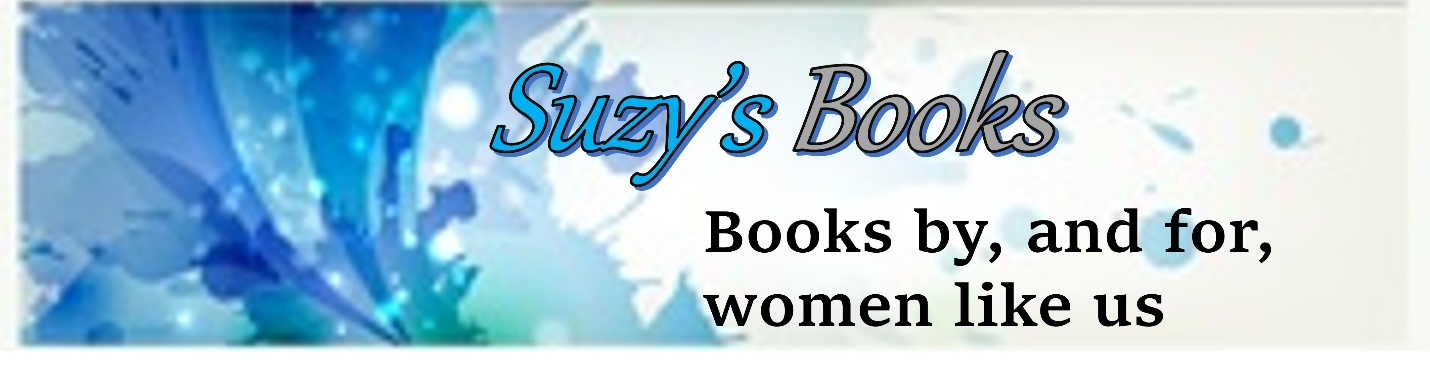 Suzy's Books
Books by, and for,
women like us